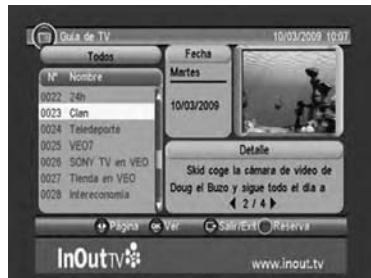 Guía de TV 10/03/2009 10:07
Todos
Nº Nombre
0022 24h
0023 Clan
0024 Teledeporte
0025 VEO7
0026 SONY TV en VEO
0027 Tienda en VEO
0028 Intereconomía
Fecha
Martes
10/03/2009
Detalle
Skid coge la cámara de video de
Doug el Buzo y sigue todo el día a
2 / 4
Página OK Ver Salir/Exit Reserva
InOutTV www.inout.tv